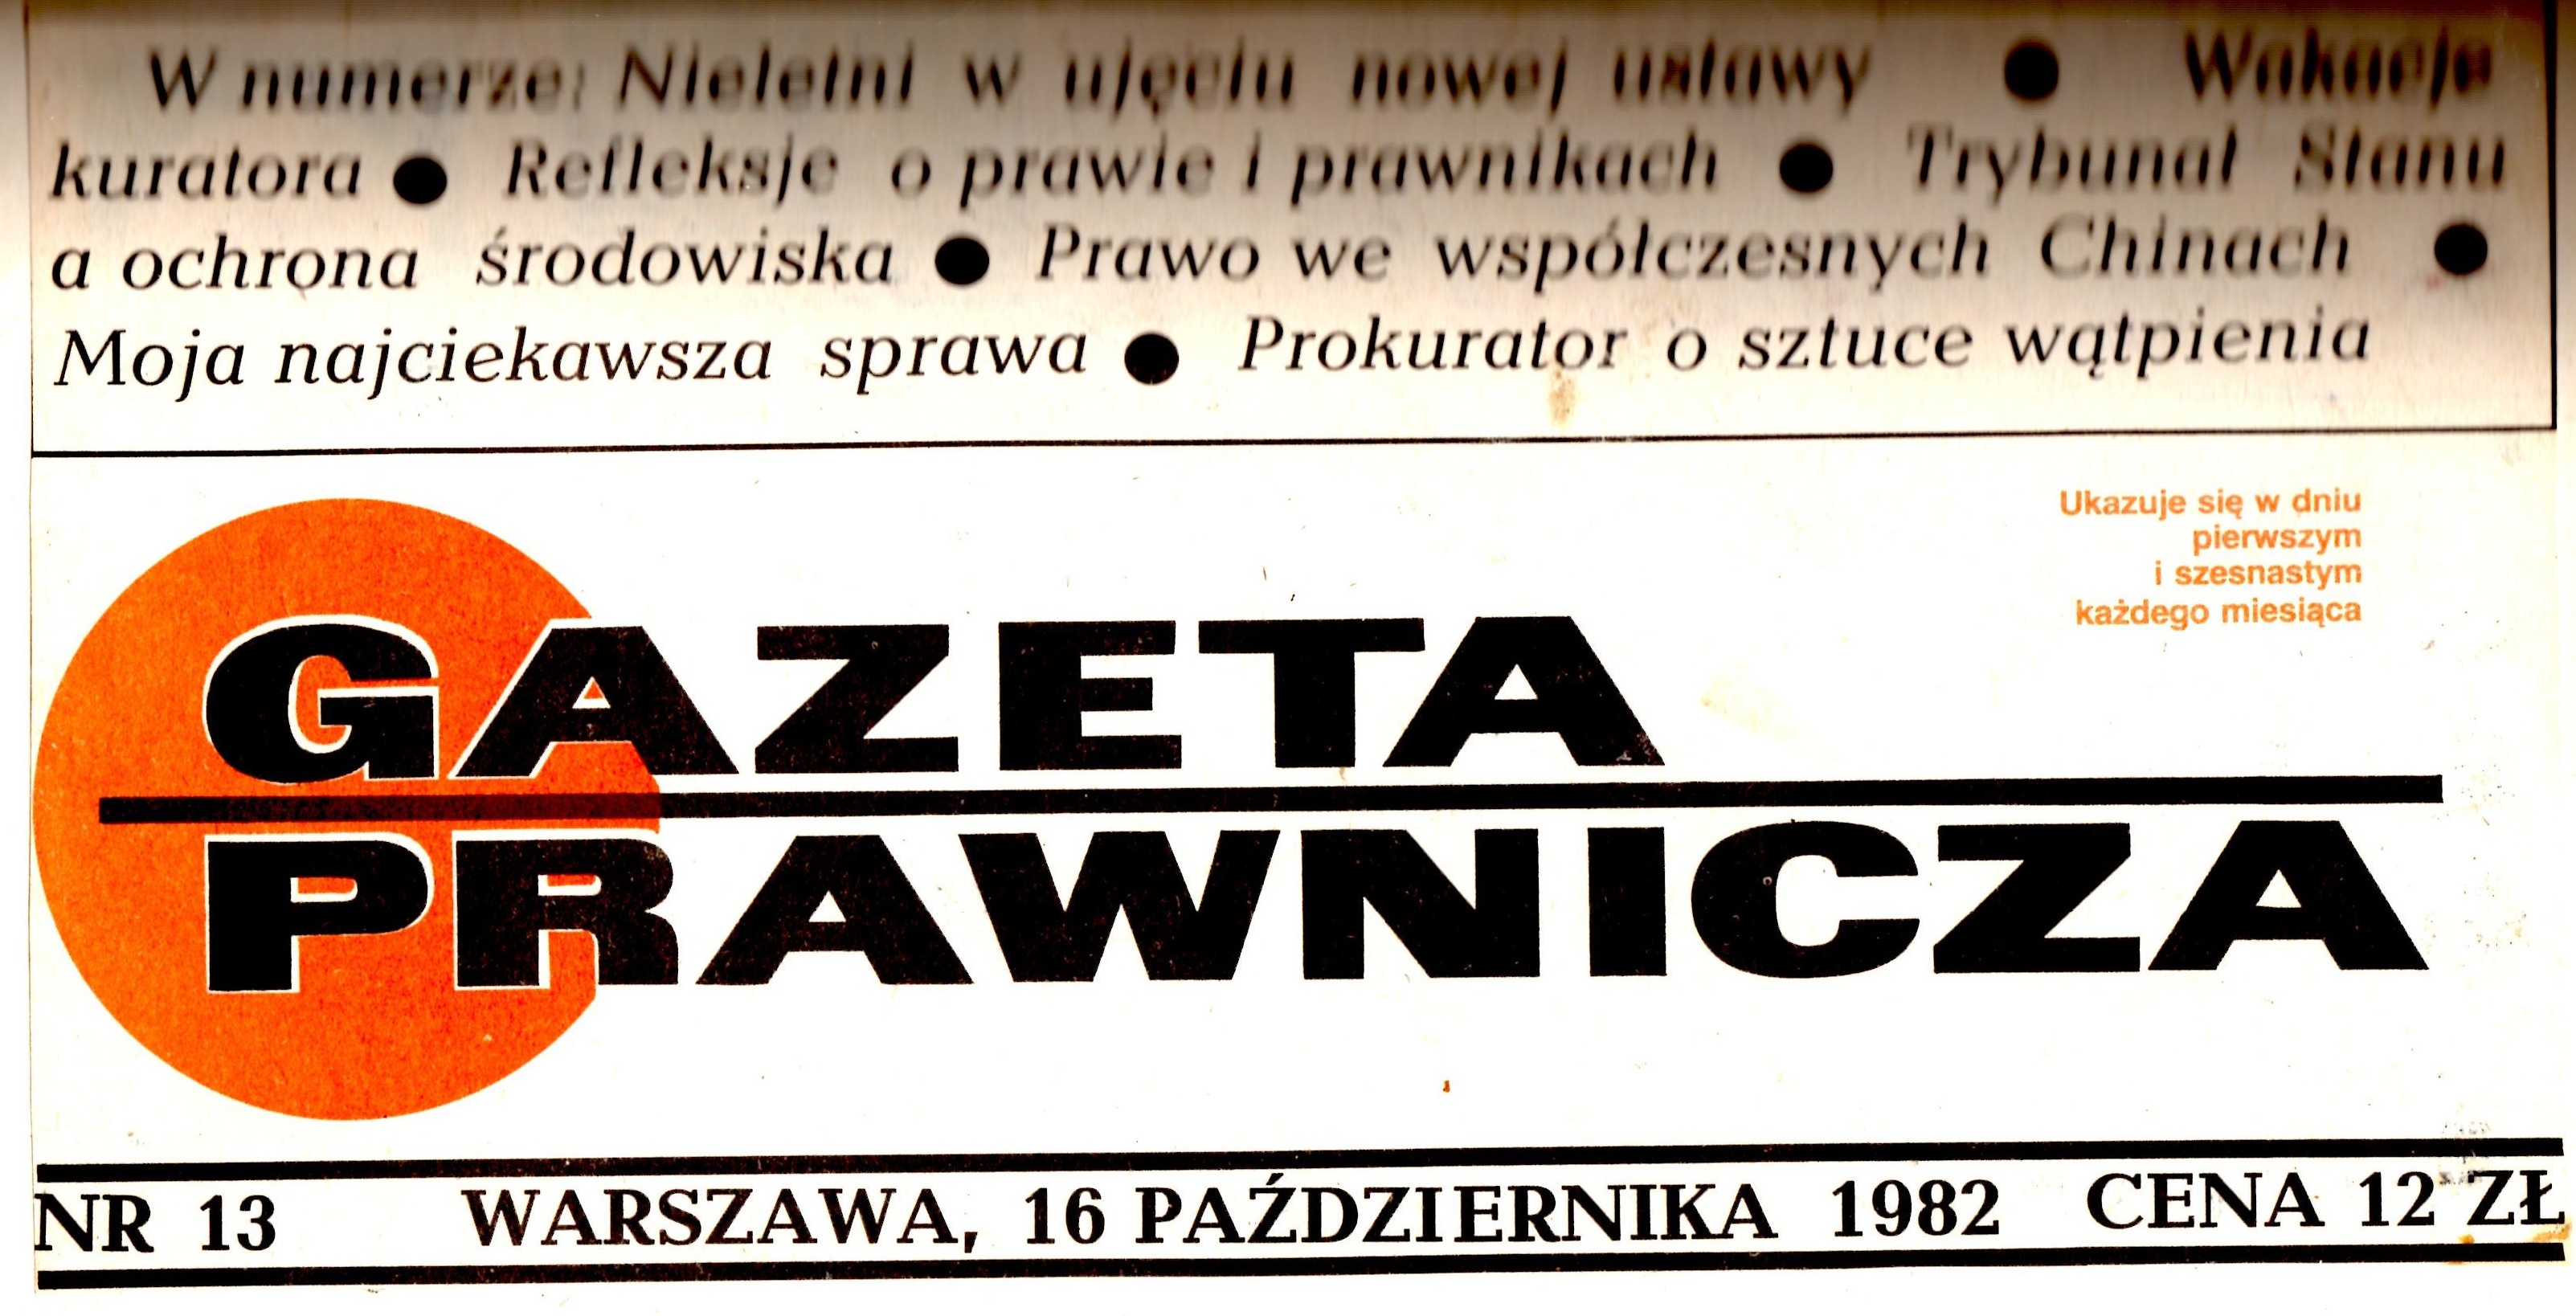 W numerze: Nieletni w ujęciu nowej ustawy ● Wakacje
kuratora ● Refleksje o prawie i prawnikach ● Trybunał Stanu
a ochrona środowiska ● Prawo we współczesnych Chinach ●
Moja najciekawsza sprawa ● Prokurator o sztuce wątpienia
Ukazuje się w dniu
pierwszym
i szesnastym
każdego miesiąca
GAZETA
PRAWNICZA
NR 13 WARSZAWA, 16 PAŹDZIERNIKA 1982 CENA 12 ZŁ